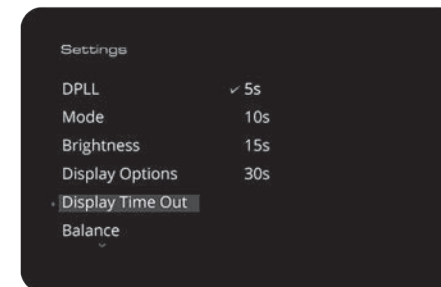 Settings
DPLL ✓ 5s
Mode 10s
Brightness 15s
Display Options 30s
Display Time Out
Balance